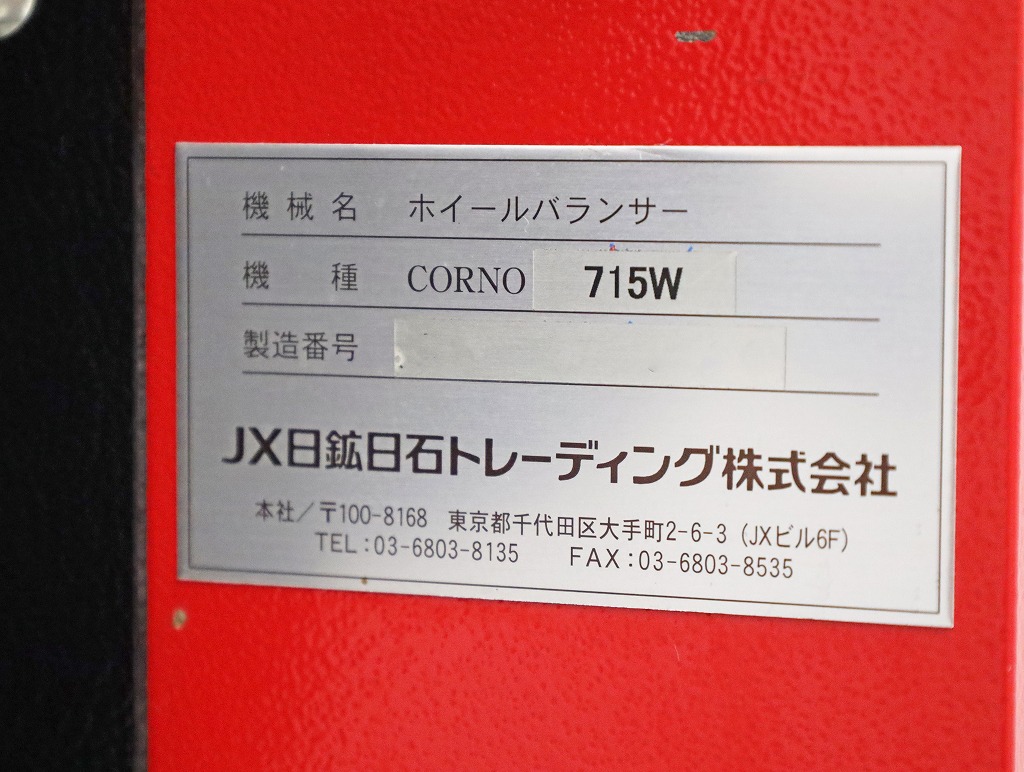 機械名 ホイールバランサー
機種 CORNO 715W
製造番号
JX日鉱日石トレーディング株式会社
本社/〒100-8168 東京都千代田区大手町2-6-3 (JXビル6F)
TEL:03-6803-8135 FAX:03-6803-8535